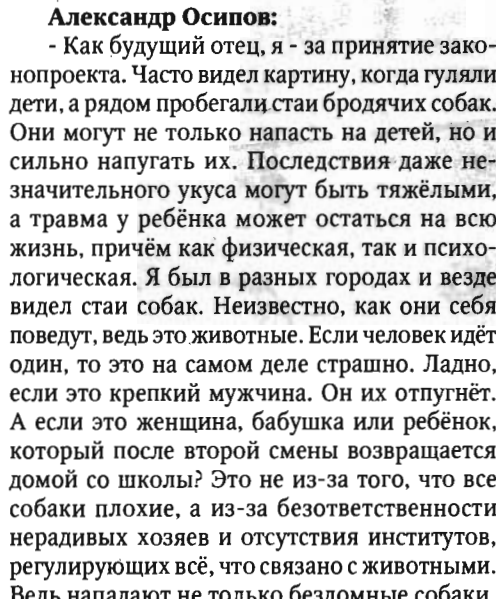 Александр Осипов:
- Как будущий отец, я - за принятие зако-
нопроекта. Часто видел картину, когда гуляли
дети, а рядом пробегали стаи бродячих собак.
Они могут не только напасть на детей, но и
сильно напугать их. Последствия даже не-
значительного укуса могут быть тяжёлыми,
а травма у ребёнка может остаться на всю
жизнь, причём как физическая, так и психо-
логическая. Я был в разных городах и везде
видел стаи собак. Неизвестно, как они себя
поведут, ведь это животные. Если человек идёт
один, то это на самом деле страшно. Ладно,
если это крепкий мужчина. Он их отпугнёт.
А если это женщина, бабушка или ребёнок,
который после второй смены возвращается
домой со школы? Это не из-за того, что все
собаки плохие, а из-за безответственности
нерадивых хозяев и отсутствия институтов,
регулирующих всё, что связано с животными.
Ведь нападают не только бездомные собаки,